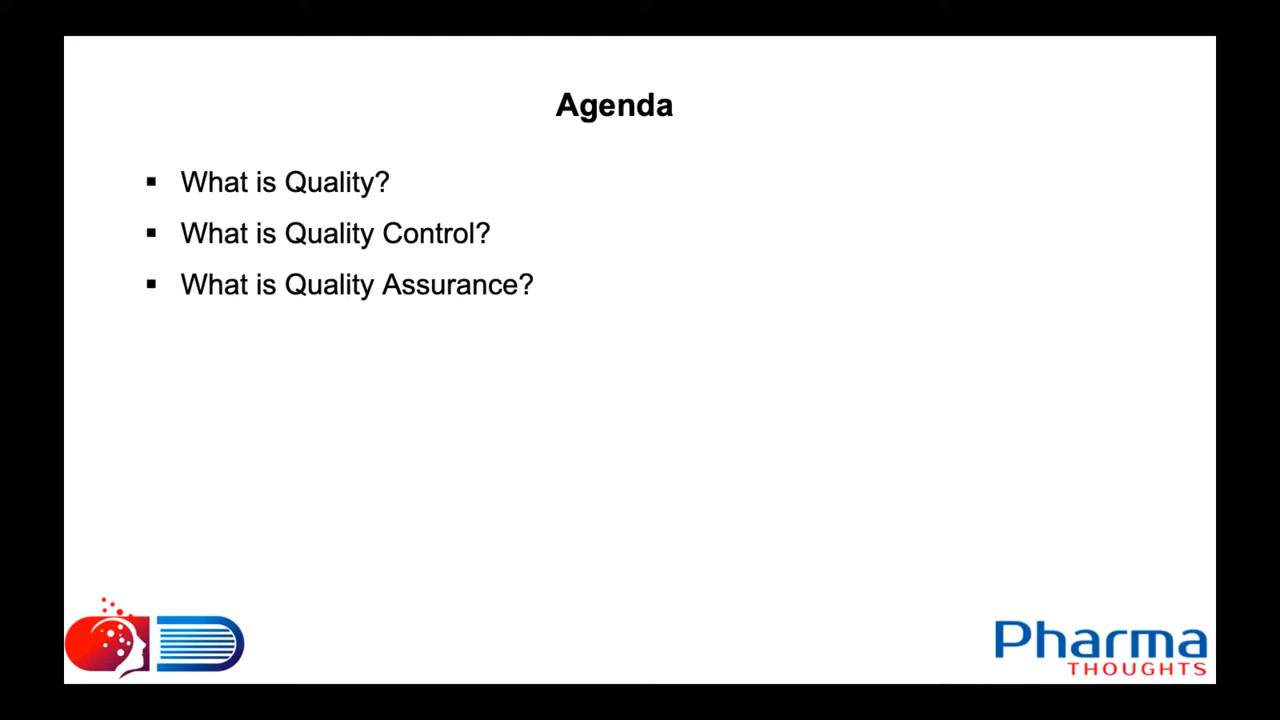 Agenda
▪ What is Quality?
▪ What is Quality Control?
▪ What is Quality Assurance?
Pharma
THOUGHTS